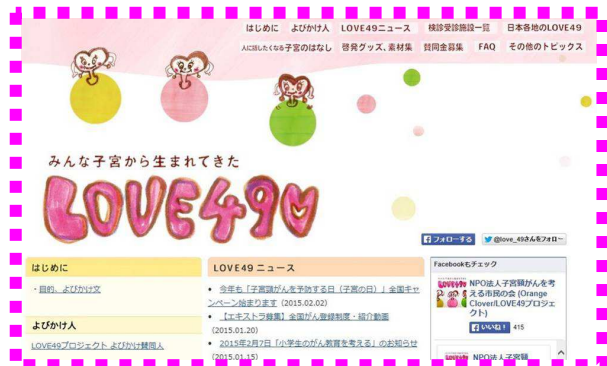 はじめに よびかけ人 LOVE49ニュース 検診受診施設一覧 日本各地のLOVE49
人に話したくなる子宮のはなし 啓発グッズ、素材集 賛同金募集 FAQ その他のトピックス
みんな子宮から生まれてきた
LOVE49
フォローする @love_49さんをフォロー
はじめに
・目的、よびかけ文
よびかけ人
LOVE49プロジェクト よびかけ賛同人
LOVE49 ニュース
今年も「子宮頸がんを予防する日（子宮の日）」全国キャ
ンペーン始まります (2015.02.02)
【エキストラ募集】全国がん登録制度・紹介動画
(2015.01.20)
2015年2月7日「小学生のがん教育を考える」のお知らせ
(2015.01.15)
Facebookもチェック
NPO法人子宮頸がんを考
える市民の会 (Orange
Clover/LOVE49プロジェ
クト)
いいね！ 415
NPO法人子宮頸